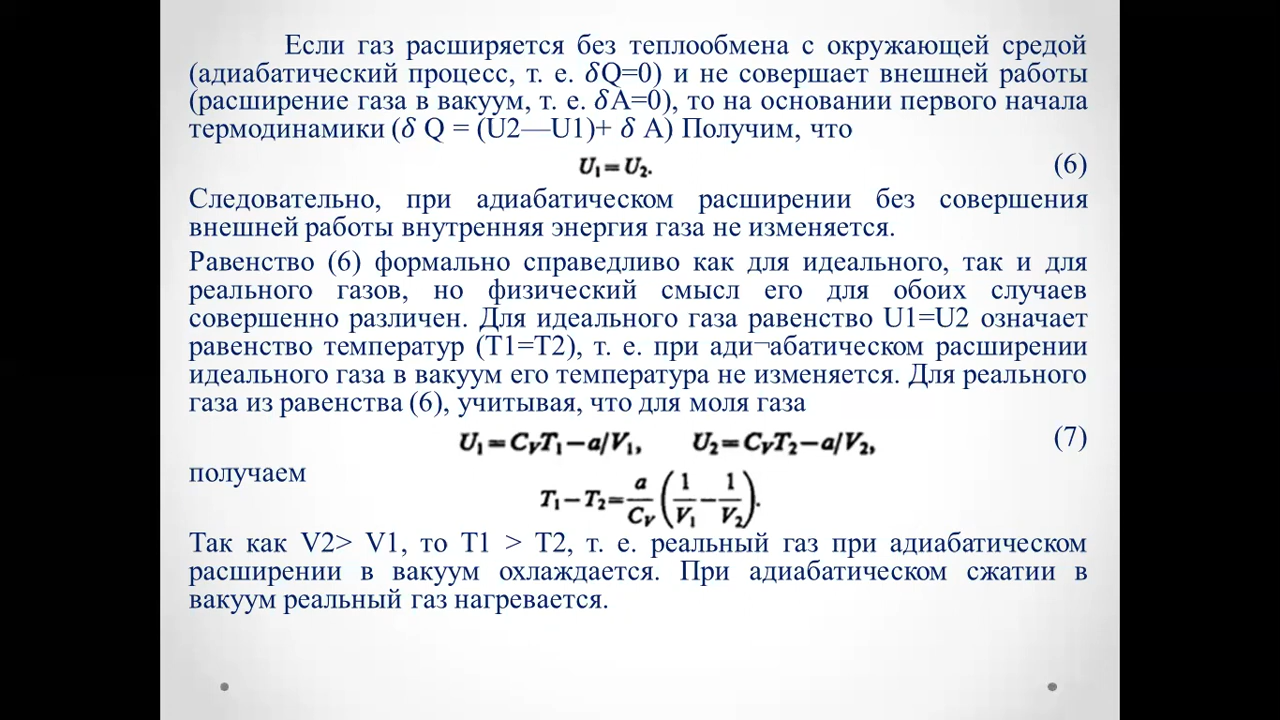 Если газ расширяется без теплообмена с окружающей средой
(адиабатический процесс, т. е. 𝛿Q=0) и не совершает внешней работы
(расширение газа в вакуум, т. е. 𝛿A=0), то на основании первого начала
термодинамики (𝛿 Q = (U2—U1)+ 𝛿 A) Получим, что
U₁ = U₂. (6)
Следовательно, при адиабатическом расширении без совершения
внешней работы внутренняя энергия газа не изменяется.
Равенство (6) формально справедливо как для идеального, так и для
реального газов, но физический смысл его для обоих случаев
совершенно различен. Для идеального газа равенство U1=U2 означает
равенство температур (T1=T2), т. е. при ади¬абатическом расширении
идеального газа в вакуум его температура не изменяется. Для реального
газа из равенства (6), учитывая, что для моля газа
U₁ = C_V T₁ − a/V₁, U₂ = C_V T₂ − a/V₂, (7)
получаем
T₁ − T₂ = a/C_V (1/V₁ − 1/V₂).
Так как V2> V1, то T1 > T2, т. е. реальный газ при адиабатическом
расширении в вакуум охлаждается. При адиабатическом сжатии в
вакуум реальный газ нагревается.